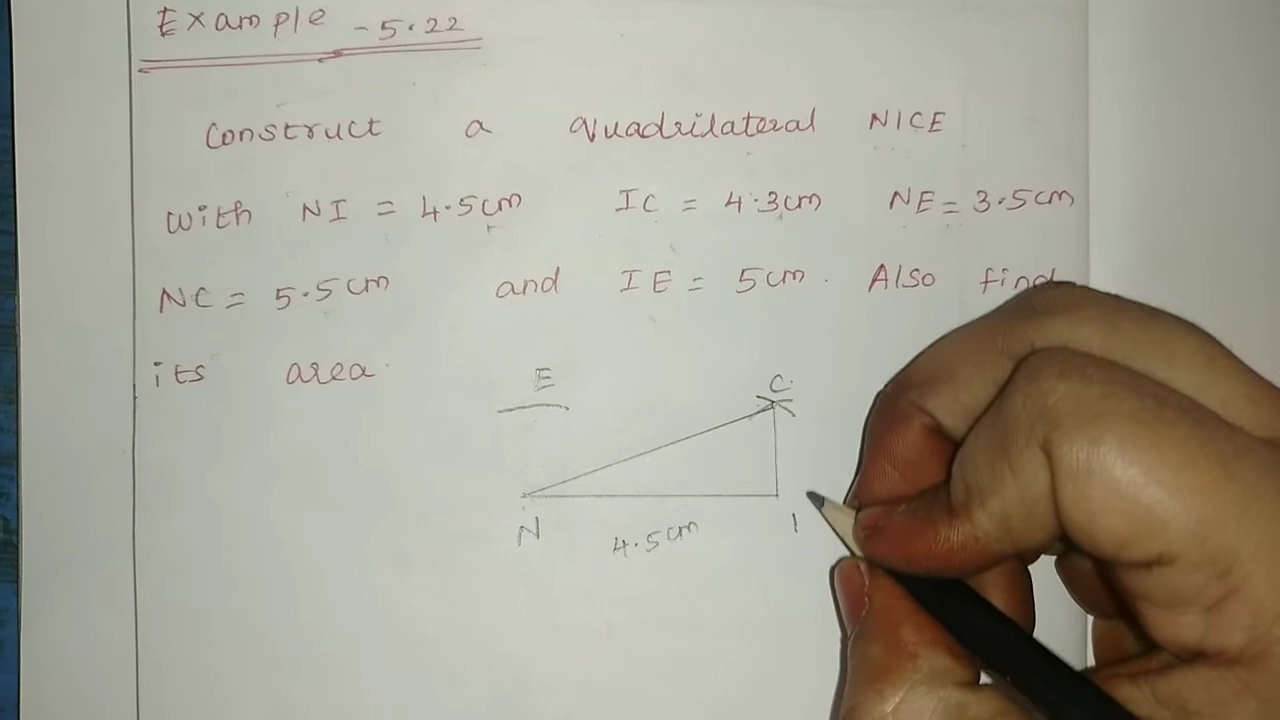 Example - 5.22
Construct a quadrilateral NICE
with NI = 4.5cm IC = 4.3cm NE = 3.5cm
NC = 5.5cm and IE = 5cm. Also find
its area.
E
C
N
I
4.5cm